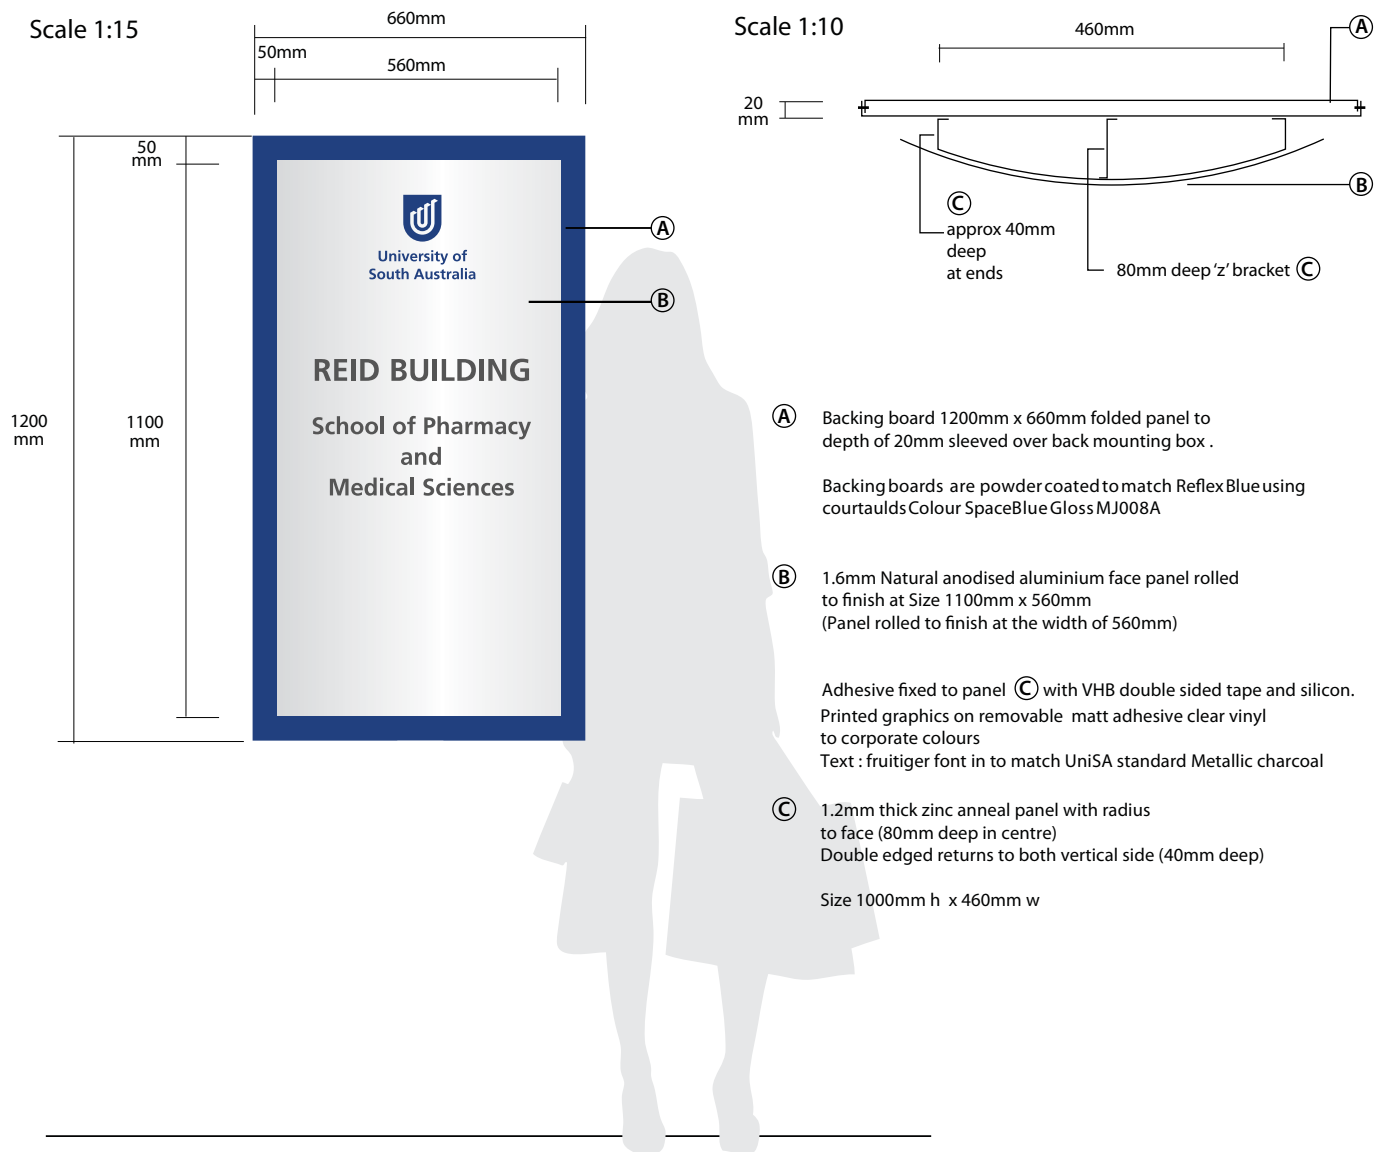 Scale 1:15
660mm
50mm
560mm
50
mm
1200
mm
1100
mm
University of
South Australia
REID BUILDING
School of Pharmacy
and
Medical Sciences
A
B
Scale 1:10
460mm
A
20
mm
B
C
approx 40mm
deep
at ends
80mm deep 'z' bracket C
A Backing board 1200mm x 660mm folded panel to
depth of 20mm sleeved over back mounting box .
Backing boards are powder coated to match Reflex Blue using
courtaulds Colour Space Blue Gloss MJ008A
B 1.6mm Natural anodised aluminium face panel rolled
to finish at Size 1100mm x 560mm
(Panel rolled to finish at the width of 560mm)
Adhesive fixed to panel C with VHB double sided tape and silicon.
Printed graphics on removable matt adhesive clear vinyl
to corporate colours
Text : fruitiger font in to match UniSA standard Metallic charcoal
C 1.2mm thick zinc anneal panel with radius
to face (80mm deep in centre)
Double edged returns to both vertical side (40mm deep)
Size 1000mm h x 460mm w